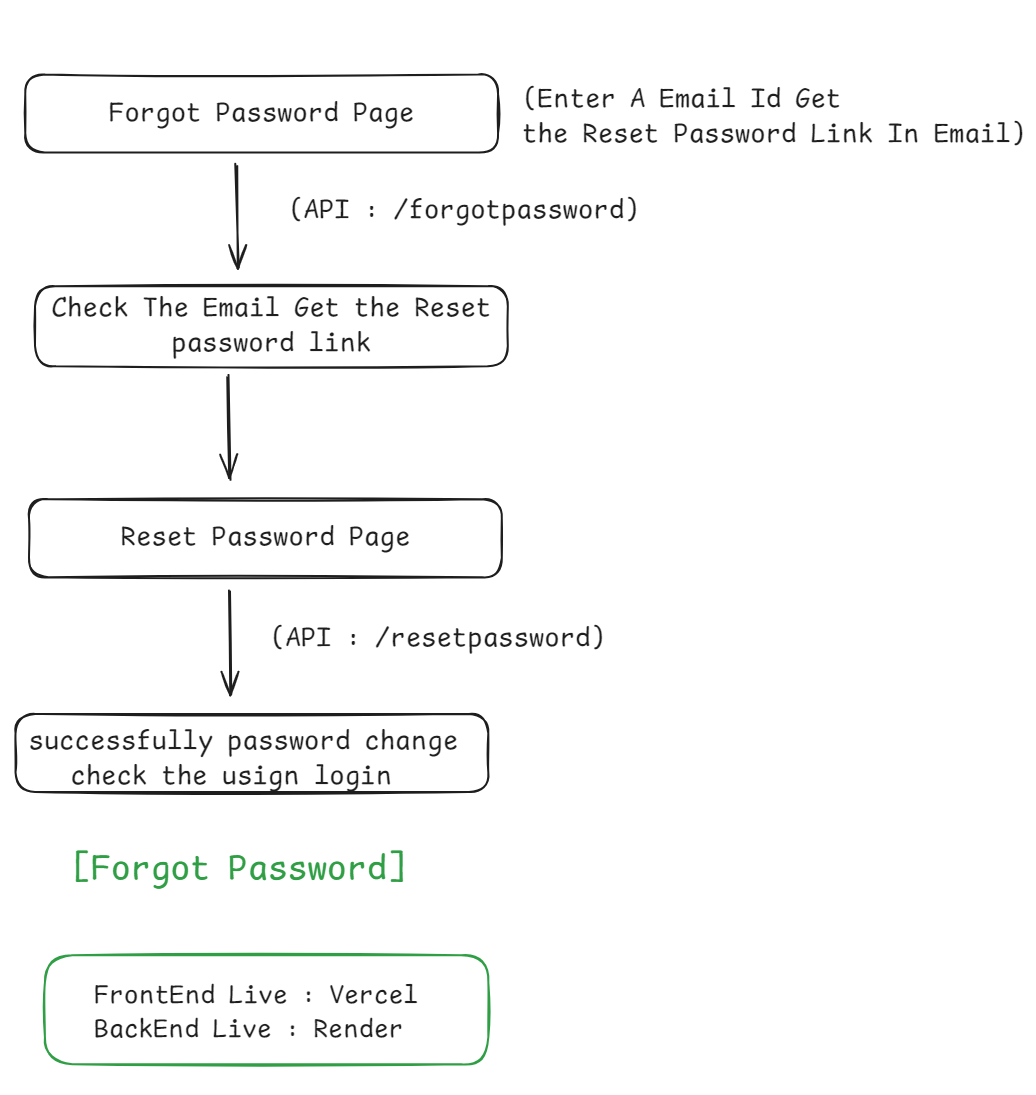 Forgot Password Page
(Enter A Email Id Get
the Reset Password Link In Email)
(API : /forgotpassword)
Check The Email Get the Reset
password link
Reset Password Page
(API : /resetpassword)
successfully password change
check the usign login
[Forgot Password]
FrontEnd Live : Vercel
BackEnd Live : Render